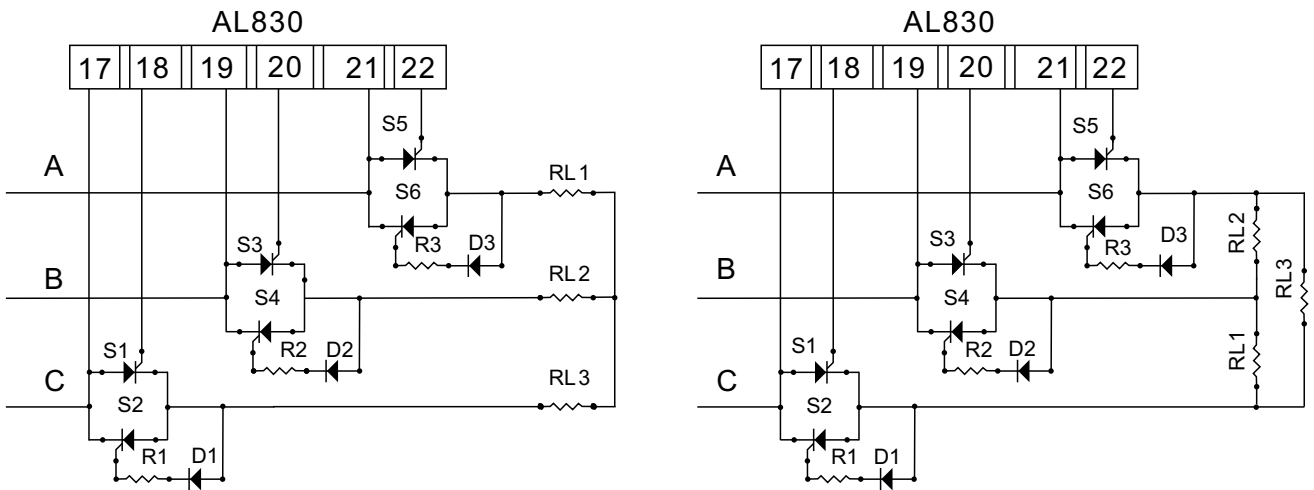 AL830
17 18 19 20 21 22
S5
A
S6
RL1
S3
R3 D3
B
S4
RL2
S1
R2 D2
C
S2
RL3
R1 D1
AL830
17 18 19 20 21 22
S5
A
S6
RL2
S3
R3 D3
B
S4
RL3
S1
R2 D2
RL1
C
S2
R1 D1